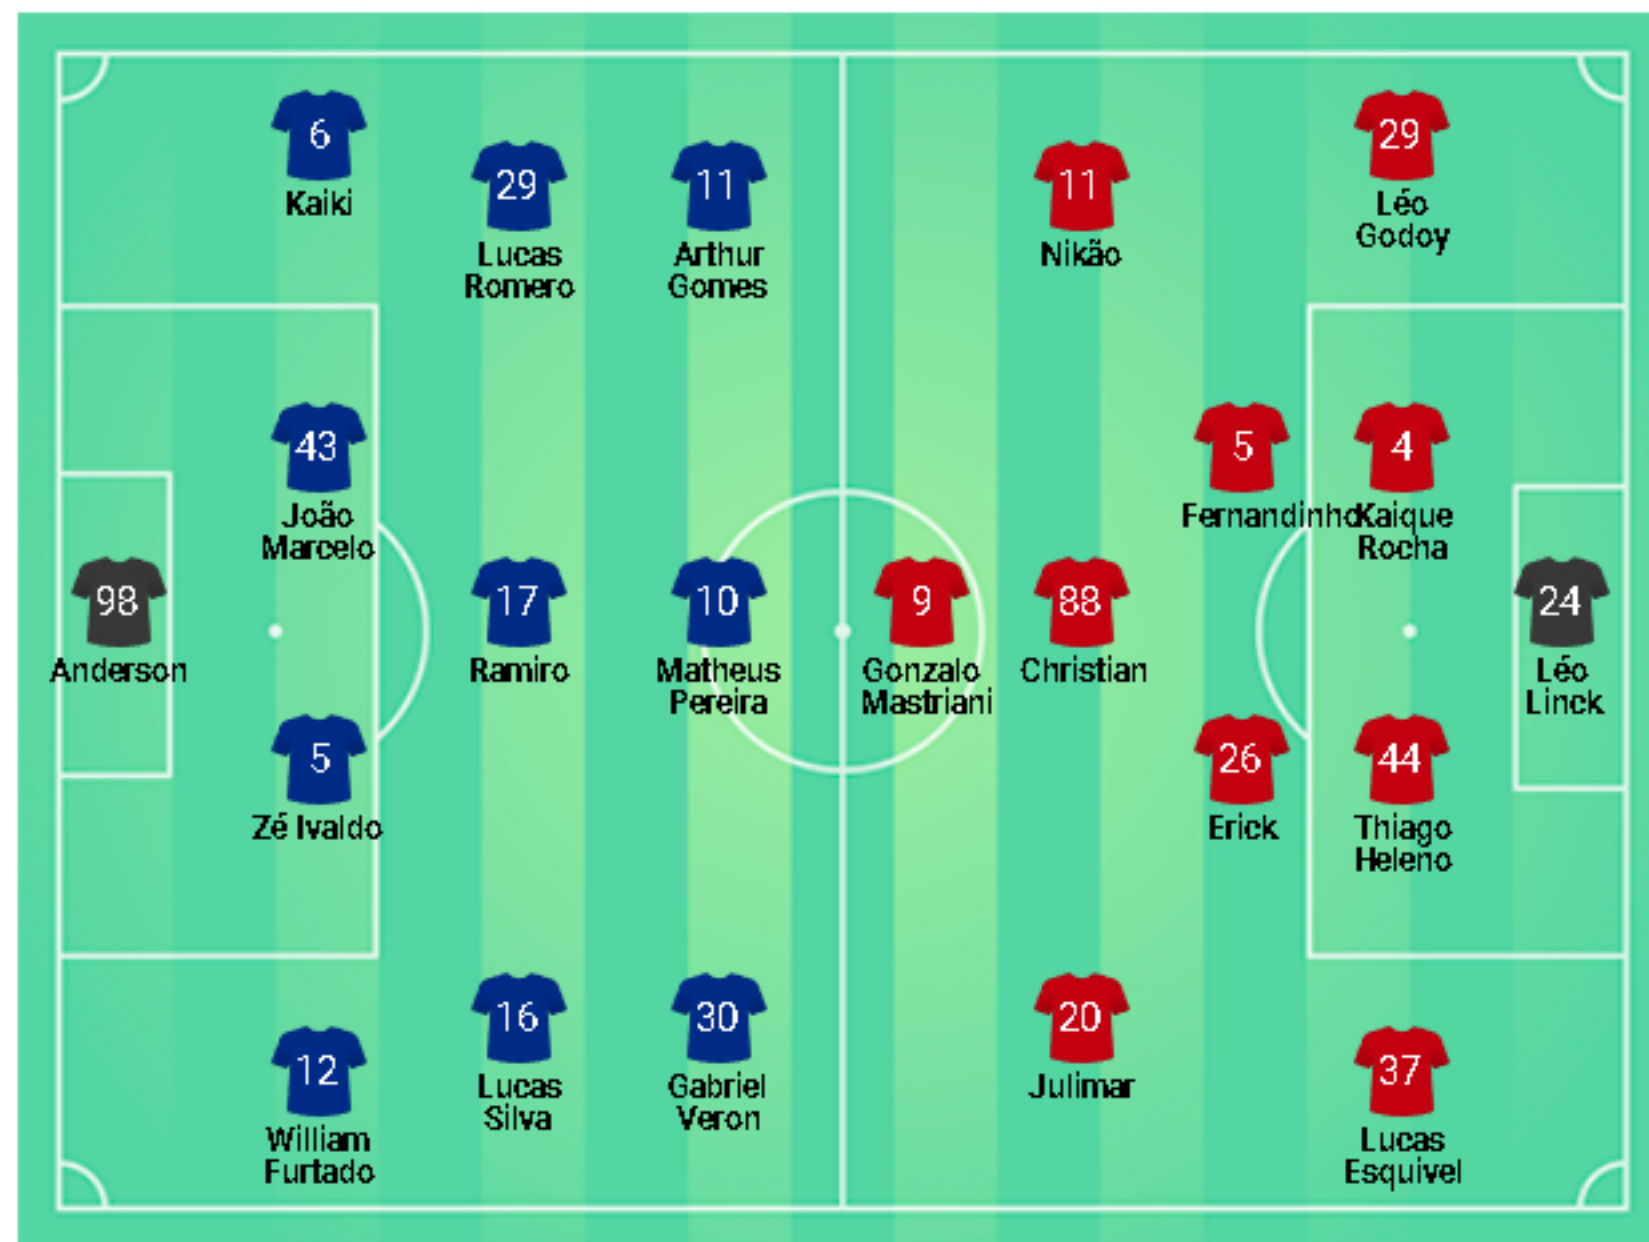 6
Kaiki
29
Lucas
Romero
11
Arthur
Gomes
11
Nikão
29
Léo
Godoy
43
João
Marcelo
5
Fernandinho
4
Kaique
Rocha
98
Anderson
17
Ramiro
10
Matheus
Pereira
9
Gonzalo
Mastriani
88
Christian
24
Léo
Linck
5
Zé Ivaldo
26
Erick
44
Thiago
Heleno
12
William
Furtado
16
Lucas
Silva
30
Gabriel
Veron
20
Julimar
37
Lucas
Esquivel